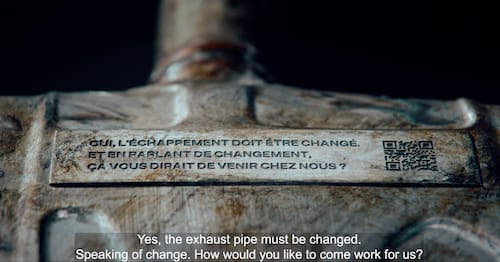 OUI, L'ÉCHAPPEMENT DOIT ÊTRE CHANGÉ.
ET EN PARLANT DE CHANGEMENT,
ÇA VOUS DIRAIT DE VENIR CHEZ NOUS ?
Yes, the exhaust pipe must be changed.
Speaking of change. How would you like to come work for us?